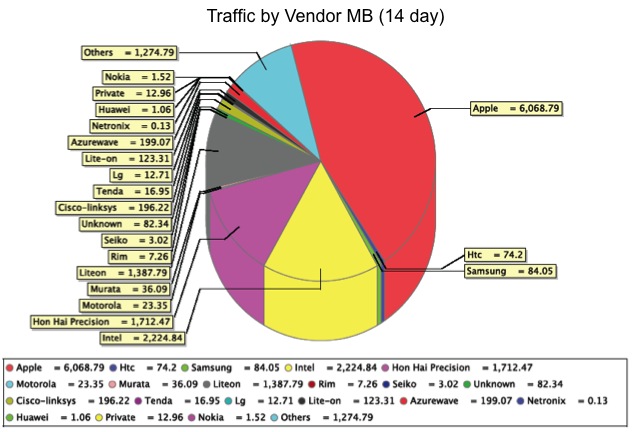 Traffic by Vendor MB (14 day)
Others = 1,274.79
Nokia = 1.52
Private = 12.96
Huawei = 1.06
Netronix = 0.13
Azurewave = 199.07
Lite-on = 123.31
Lg = 12.71
Tenda = 16.95
Cisco-linksys = 196.22
Unknown = 82.34
Seiko = 3.02
Rim = 7.26
Liteon = 1,387.79
Murata = 36.09
Motorola = 23.35
Hon Hai Precision = 1,712.47
Intel = 2,224.84
Apple = 6,068.79
Htc = 74.2
Samsung = 84.05
Apple = 6,068.79 Htc = 74.2 Samsung = 84.05 Intel = 2,224.84 Hon Hai Precision = 1,712.47
Motorola = 23.35 Murata = 36.09 Liteon = 1,387.79 Rim = 7.26 Seiko = 3.02 Unknown = 82.34
Cisco-linksys = 196.22 Tenda = 16.95 Lg = 12.71 Lite-on = 123.31 Azurewave = 199.07 Netronix = 0.13
Huawei = 1.06 Private = 12.96 Nokia = 1.52 Others = 1,274.79